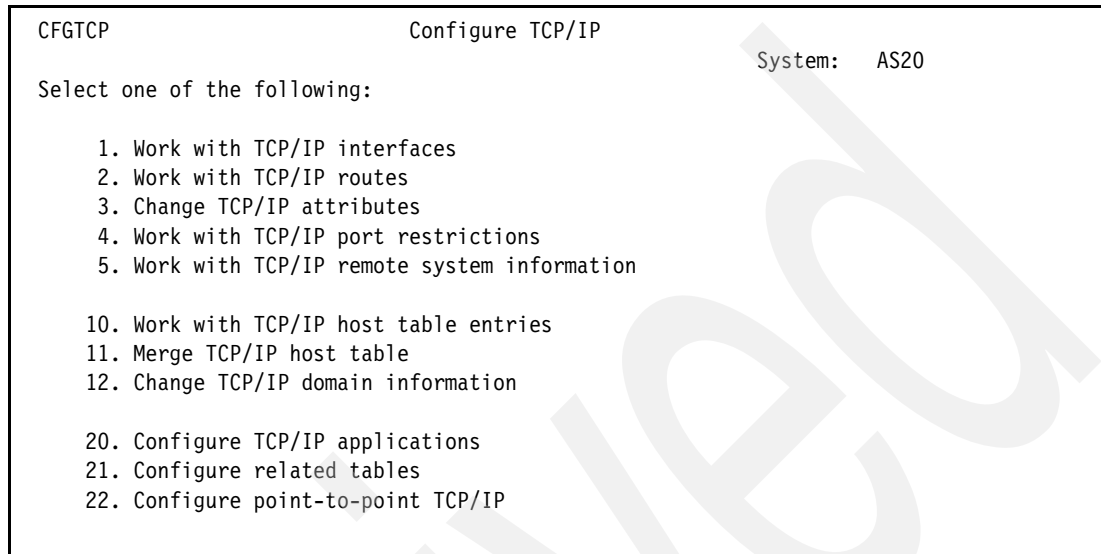 CFGTCP Configure TCP/IP
System: AS20
Select one of the following:
1. Work with TCP/IP interfaces
2. Work with TCP/IP routes
3. Change TCP/IP attributes
4. Work with TCP/IP port restrictions
5. Work with TCP/IP remote system information
10. Work with TCP/IP host table entries
11. Merge TCP/IP host table
12. Change TCP/IP domain information
20. Configure TCP/IP applications
21. Configure related tables
22. Configure point-to-point TCP/IP